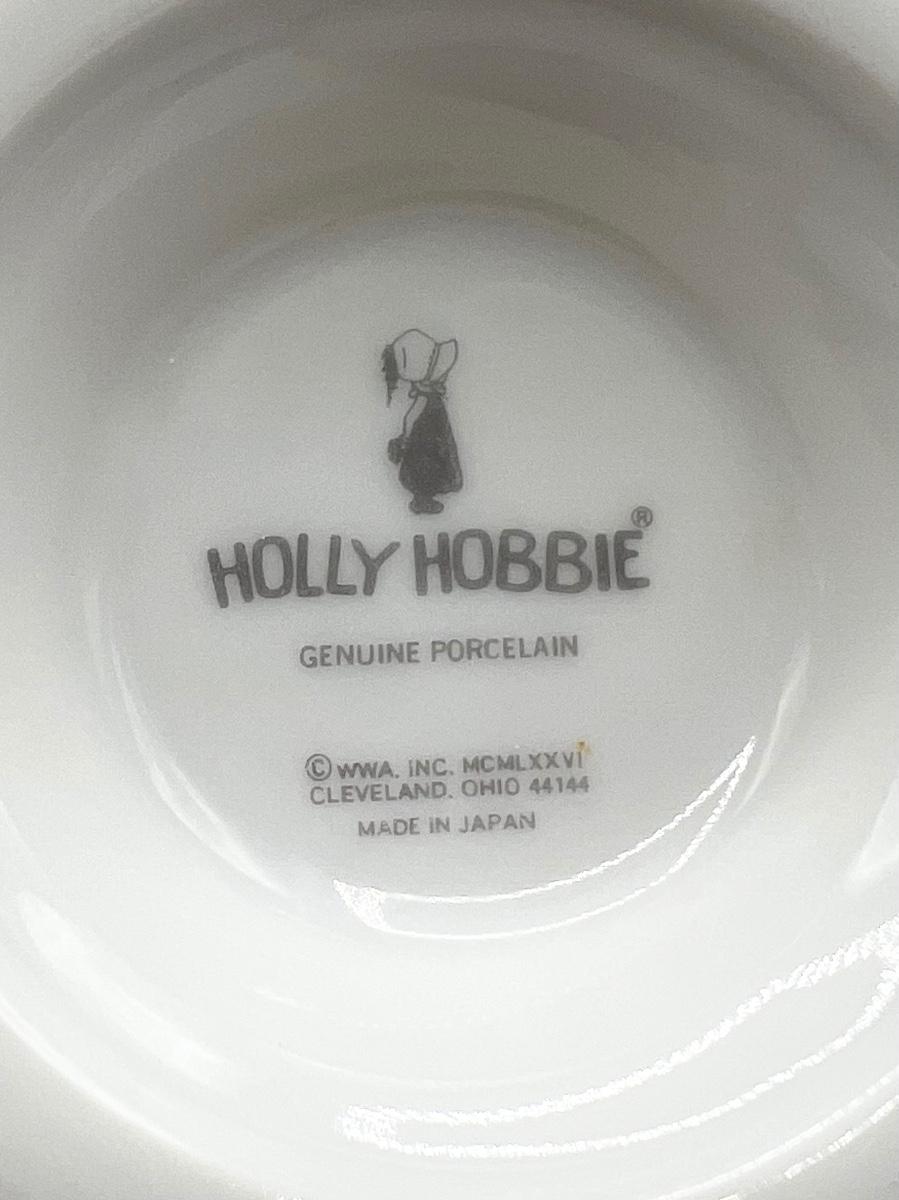 HOLLY HOBBIE®
GENUINE PORCELAIN
© WWA. INC. MCMLXXVI
CLEVELAND. OHIO 44144
MADE IN JAPAN